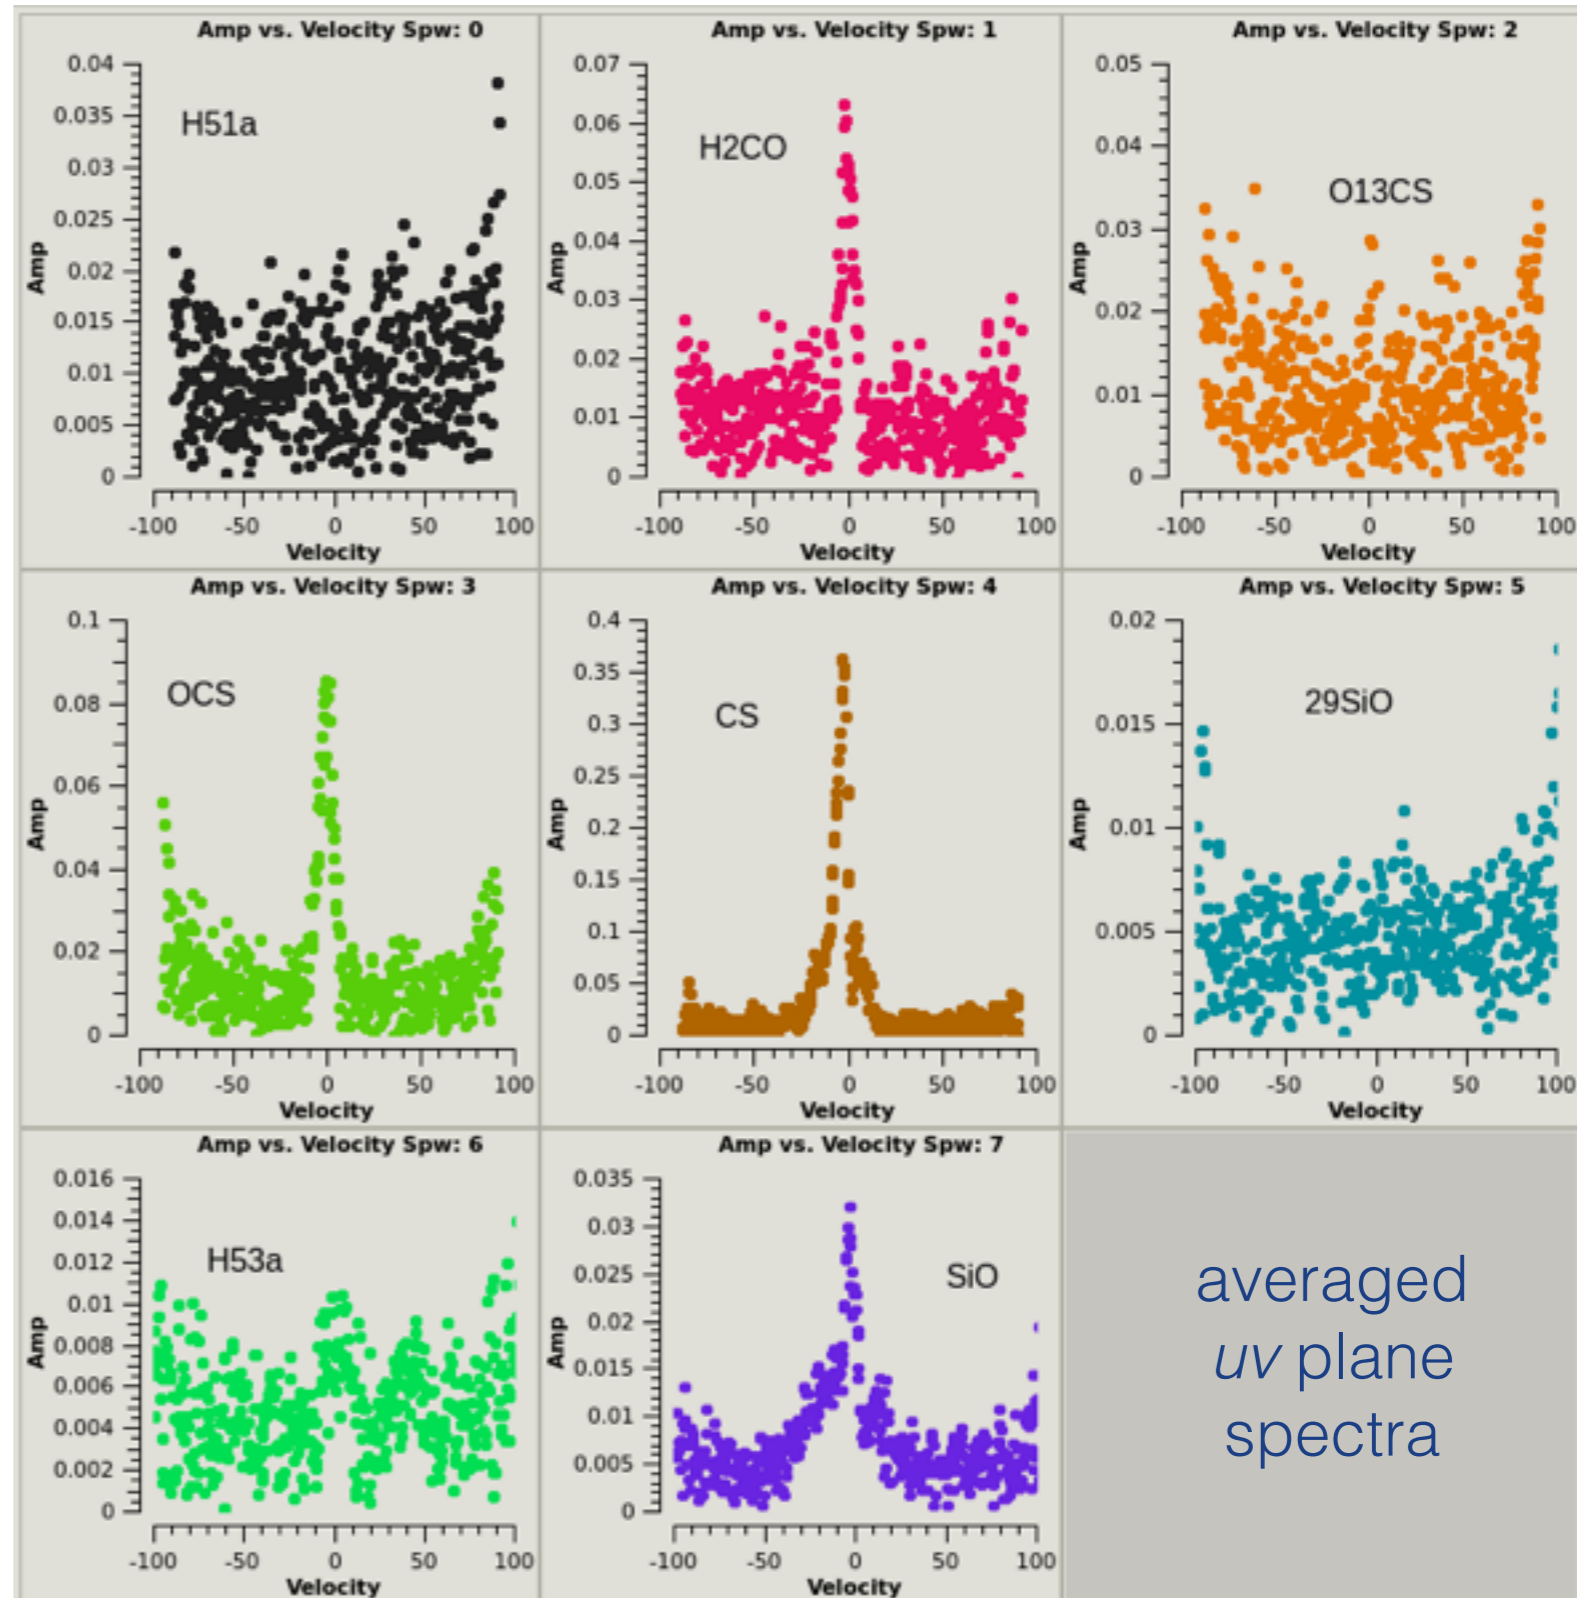 Amp vs. Velocity Spw: 0
0.04
0.035
0.03
0.025
0.02
0.015
0.01
0.005
0
Amp
H51a
-100 -50 0 50 100
Velocity
Amp vs. Velocity Spw: 1
0.07
0.06
0.05
0.04
0.03
0.02
0.01
0
Amp
H2CO
-100 -50 0 50 100
Velocity
Amp vs. Velocity Spw: 2
0.05
0.04
0.03
0.02
0.01
0
Amp
O13CS
-100 -50 0 50 100
Velocity
Amp vs. Velocity Spw: 3
0.1
0.08
0.06
0.04
0.02
0
Amp
OCS
-100 -50 0 50 100
Velocity
Amp vs. Velocity Spw: 4
0.4
0.35
0.3
0.25
0.2
0.15
0.1
0.05
0
Amp
CS
-100 -50 0 50 100
Velocity
Amp vs. Velocity Spw: 5
0.02
0.015
0.01
0.005
0
Amp
29SiO
-100 -50 0 50 100
Velocity
Amp vs. Velocity Spw: 6
0.016
0.014
0.012
0.01
0.008
0.006
0.004
0.002
0
Amp
H53a
-100 -50 0 50 100
Velocity
Amp vs. Velocity Spw: 7
0.035
0.03
0.025
0.02
0.015
0.01
0.005
0
Amp
SiO
-100 -50 0 50 100
Velocity
averaged
uv plane
spectra